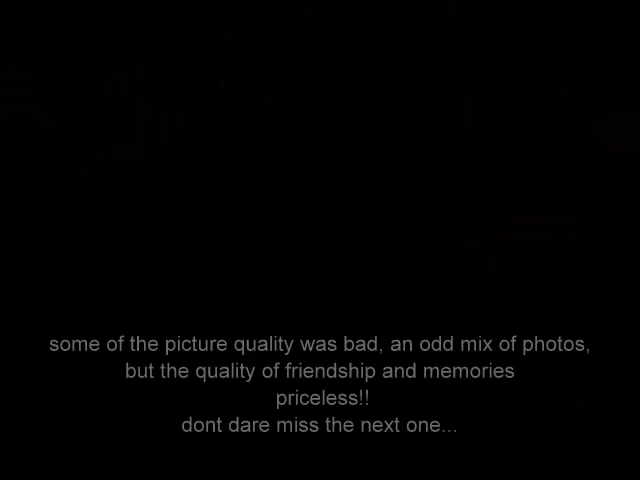 some of the picture quality was bad, an odd mix of photos,
but the quality of friendship and memories
priceless!!
dont dare miss the next one...